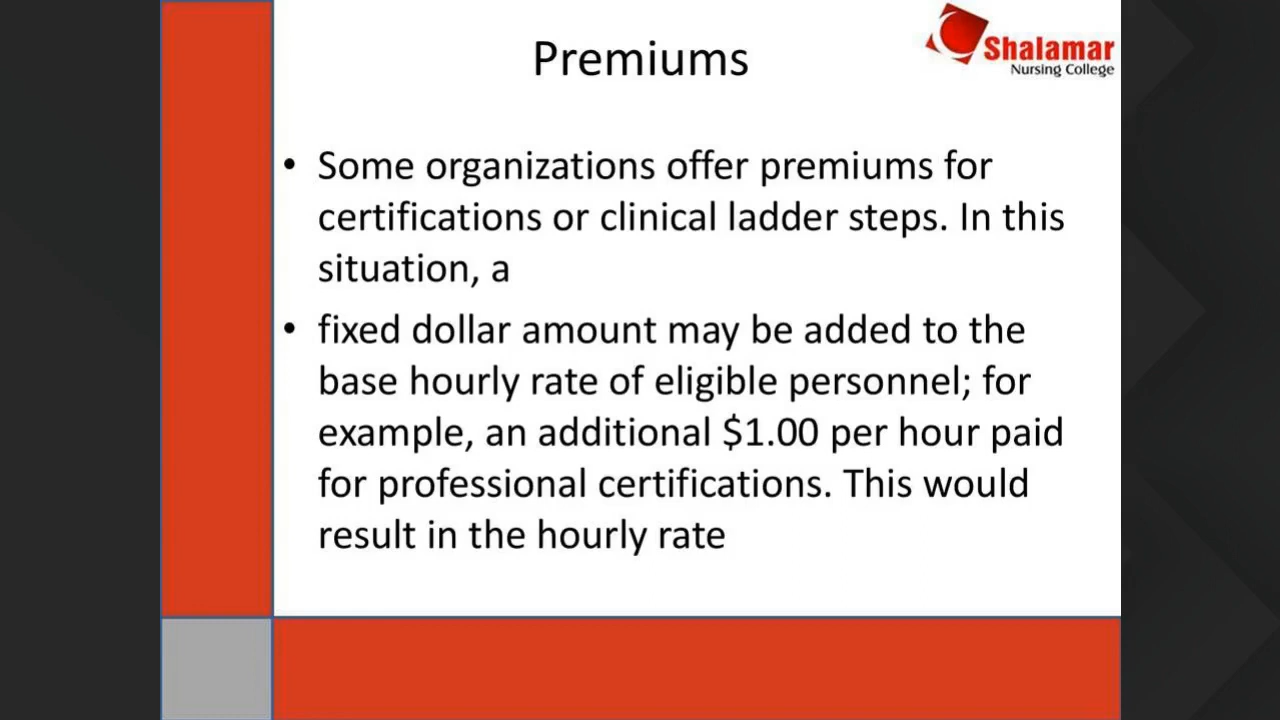 Premiums
Shalamar
Nursing College
• Some organizations offer premiums for
certifications or clinical ladder steps. In this
situation, a
• fixed dollar amount may be added to the
base hourly rate of eligible personnel; for
example, an additional $1.00 per hour paid
for professional certifications. This would
result in the hourly rate